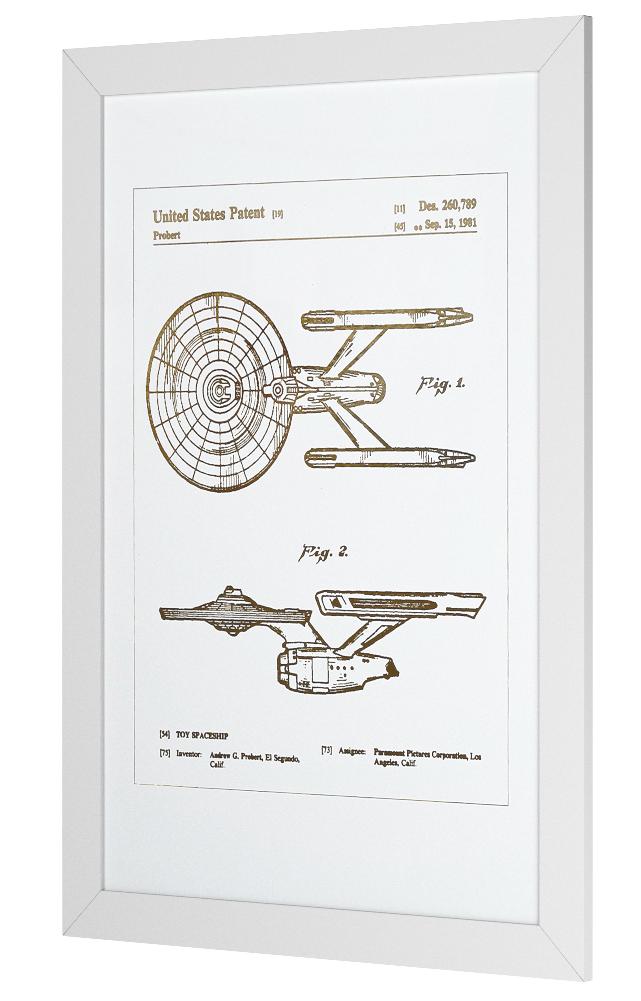 United States Patent [19] [11] Des. 260,789
Probert [45] ** Sep. 15, 1981
Fig. 1.
Fig. 2.
[54] TOY SPACESHIP
[75] Inventor: Andrew G. Probert, El Segundo,
Calif.
[73] Assignee: Paramount Pictures Corporation, Los
Angeles, Calif.